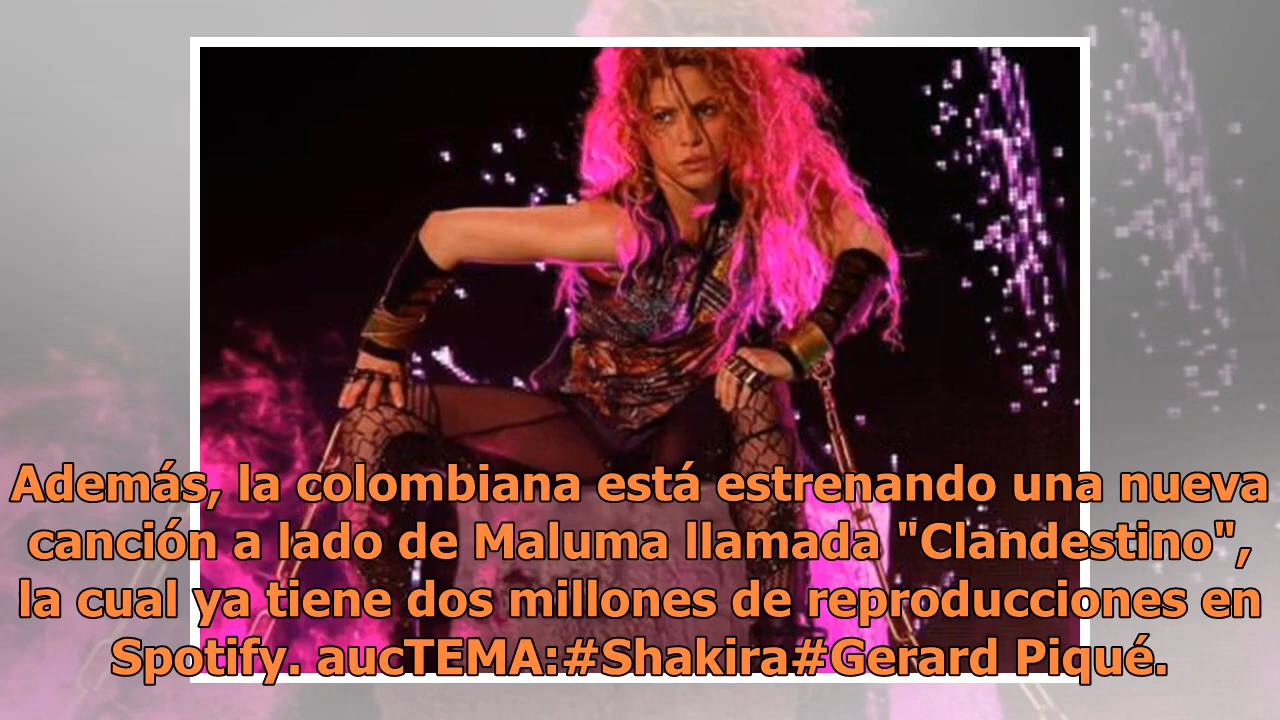 Además, la colombiana está estrenando una nueva
canción a lado de Maluma llamada "Clandestino",
la cual ya tiene dos millones de reproducciones en
Spotify. aucTEMA:#Shakira#Gerard Piqué.